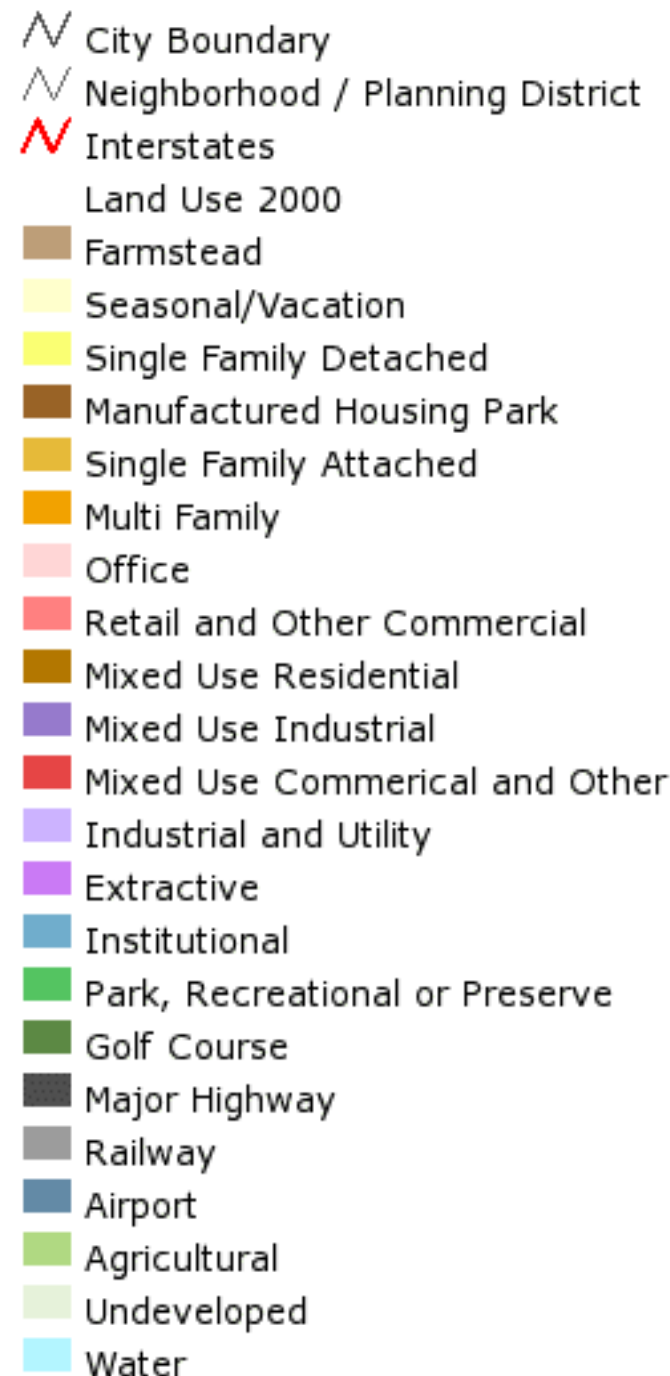 City Boundary
Neighborhood / Planning District
Interstates
Land Use 2000
Farmstead
Seasonal/Vacation
Single Family Detached
Manufactured Housing Park
Single Family Attached
Multi Family
Office
Retail and Other Commercial
Mixed Use Residential
Mixed Use Industrial
Mixed Use Commerical and Other
Industrial and Utility
Extractive
Institutional
Park, Recreational or Preserve
Golf Course
Major Highway
Railway
Airport
Agricultural
Undeveloped
Water